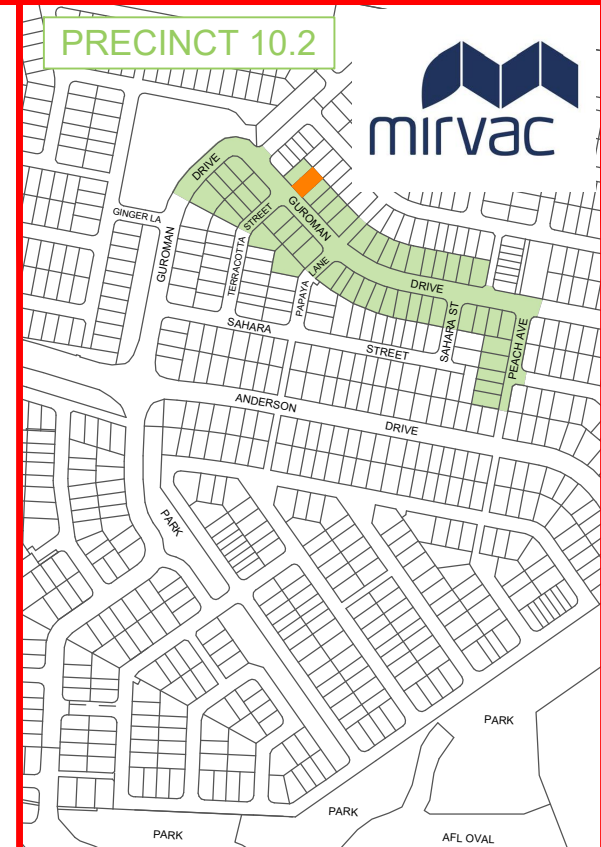 PRECINCT 10.2
mirvac
DRIVE
GUROMAN
STREET
GINGER LA
GUROMAN
TERRACOTTA
PAPAYA
LANE
DRIVE
SAHARA ST
PEACH AVE
SAHARA
STREET
ANDERSON
DRIVE
PARK
PARK
PARK
PARK
AFL OVAL